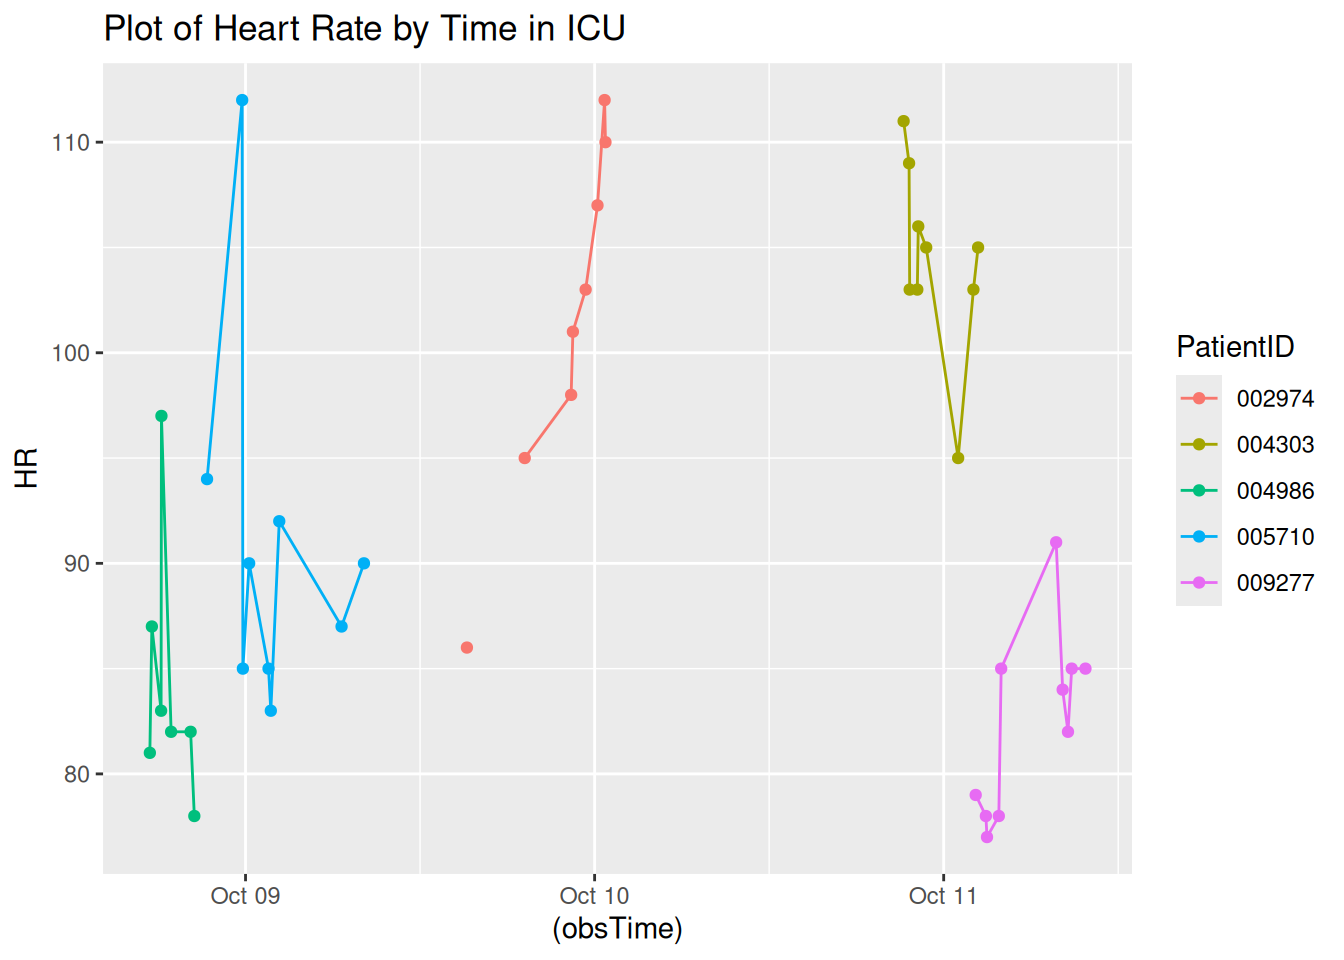 Plot of Heart Rate by Time in ICU
HR
110
100
90
80
Oct 09 Oct 10 Oct 11
(obsTime)
PatientID
002974
004303
004986
005710
009277